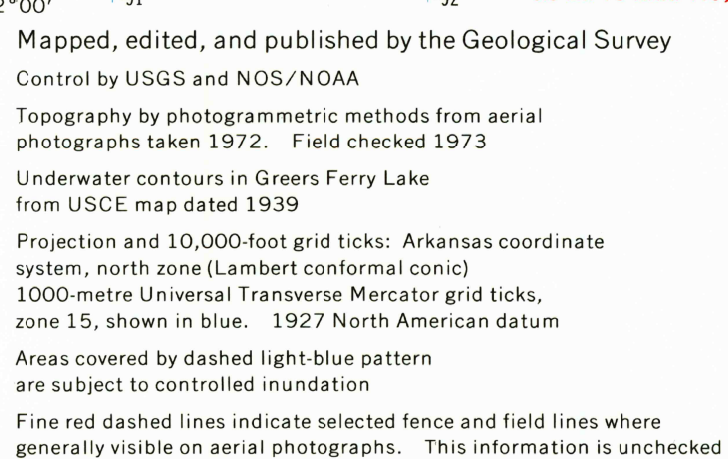 2°00′
Mapped, edited, and published by the Geological Survey
Control by USGS and NOS/NOAA
Topography by photogrammetric methods from aerial
photographs taken 1972. Field checked 1973
Underwater contours in Greers Ferry Lake
from USCE map dated 1939
Projection and 10,000-foot grid ticks: Arkansas coordinate
system, north zone (Lambert conformal conic)
1000-metre Universal Transverse Mercator grid ticks,
zone 15, shown in blue. 1927 North American datum
Areas covered by dashed light-blue pattern
are subject to controlled inundation
Fine red dashed lines indicate selected fence and field lines where
generally visible on aerial photographs. This information is unchecked